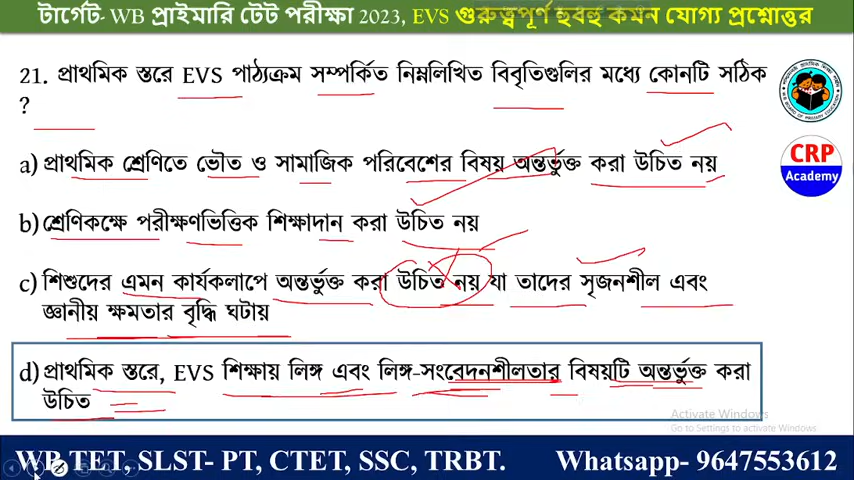 টার্গেট- WB প্রাইমারি টেট পরীক্ষা 2023, EVS গুরুত্বপূর্ণ হুবহু কমন যোগ্য প্রশ্নোত্তর
21. প্রাথমিক স্তরে EVS পাঠ্যক্রম সম্পর্কিত নিম্নলিখিত বিবৃতিগুলির মধ্যে কোনটি সঠিক
?
a) প্রাথমিক শ্রেণিতে ভৌত ও সামাজিক পরিবেশের বিষয় অন্তর্ভুক্ত করা উচিত নয়
CRP
Academy
b) শ্রেণিকক্ষে পরীক্ষণভিত্তিক শিক্ষাদান করা উচিত নয়
c) শিশুদের এমন কার্যকলাপে অন্তর্ভুক্ত করা উচিত নয় যা তাদের সৃজনশীল এবং
জ্ঞানীয় ক্ষমতার বৃদ্ধি ঘটায়
d) প্রাথমিক স্তরে, EVS শিক্ষায় লিঙ্গ এবং লিঙ্গ-সংবেদনশীলতার বিষয়টি অন্তর্ভুক্ত করা
উচিত
Activate Windows
Go to Settings to activate Windows
WB TET, SLST- PT, CTET, SSC, TRBT. Whatsapp- 9647553612